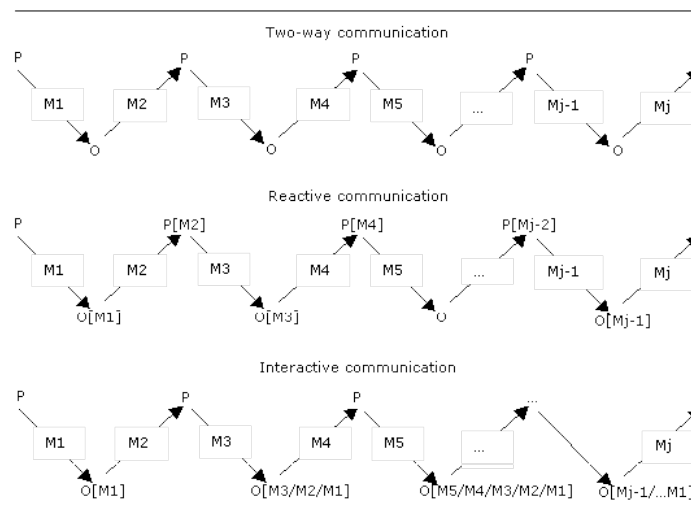 Two-way communication
P P P P
M1 M2 M3 M4 M5 ... Mj-1 Mj
O O O O
Reactive communication
P P[M2] P[M4] P[Mj-2]
M1 M2 M3 M4 M5 ... Mj-1 Mj
O[M1] O[M3] O O[Mj-1]
Interactive communication
P P P ...
M1 M2 M3 M4 M5 ... Mj
O[M1] O[M3/M2/M1] O[M5/M4/M3/M2/M1] O[Mj-1/...M1]